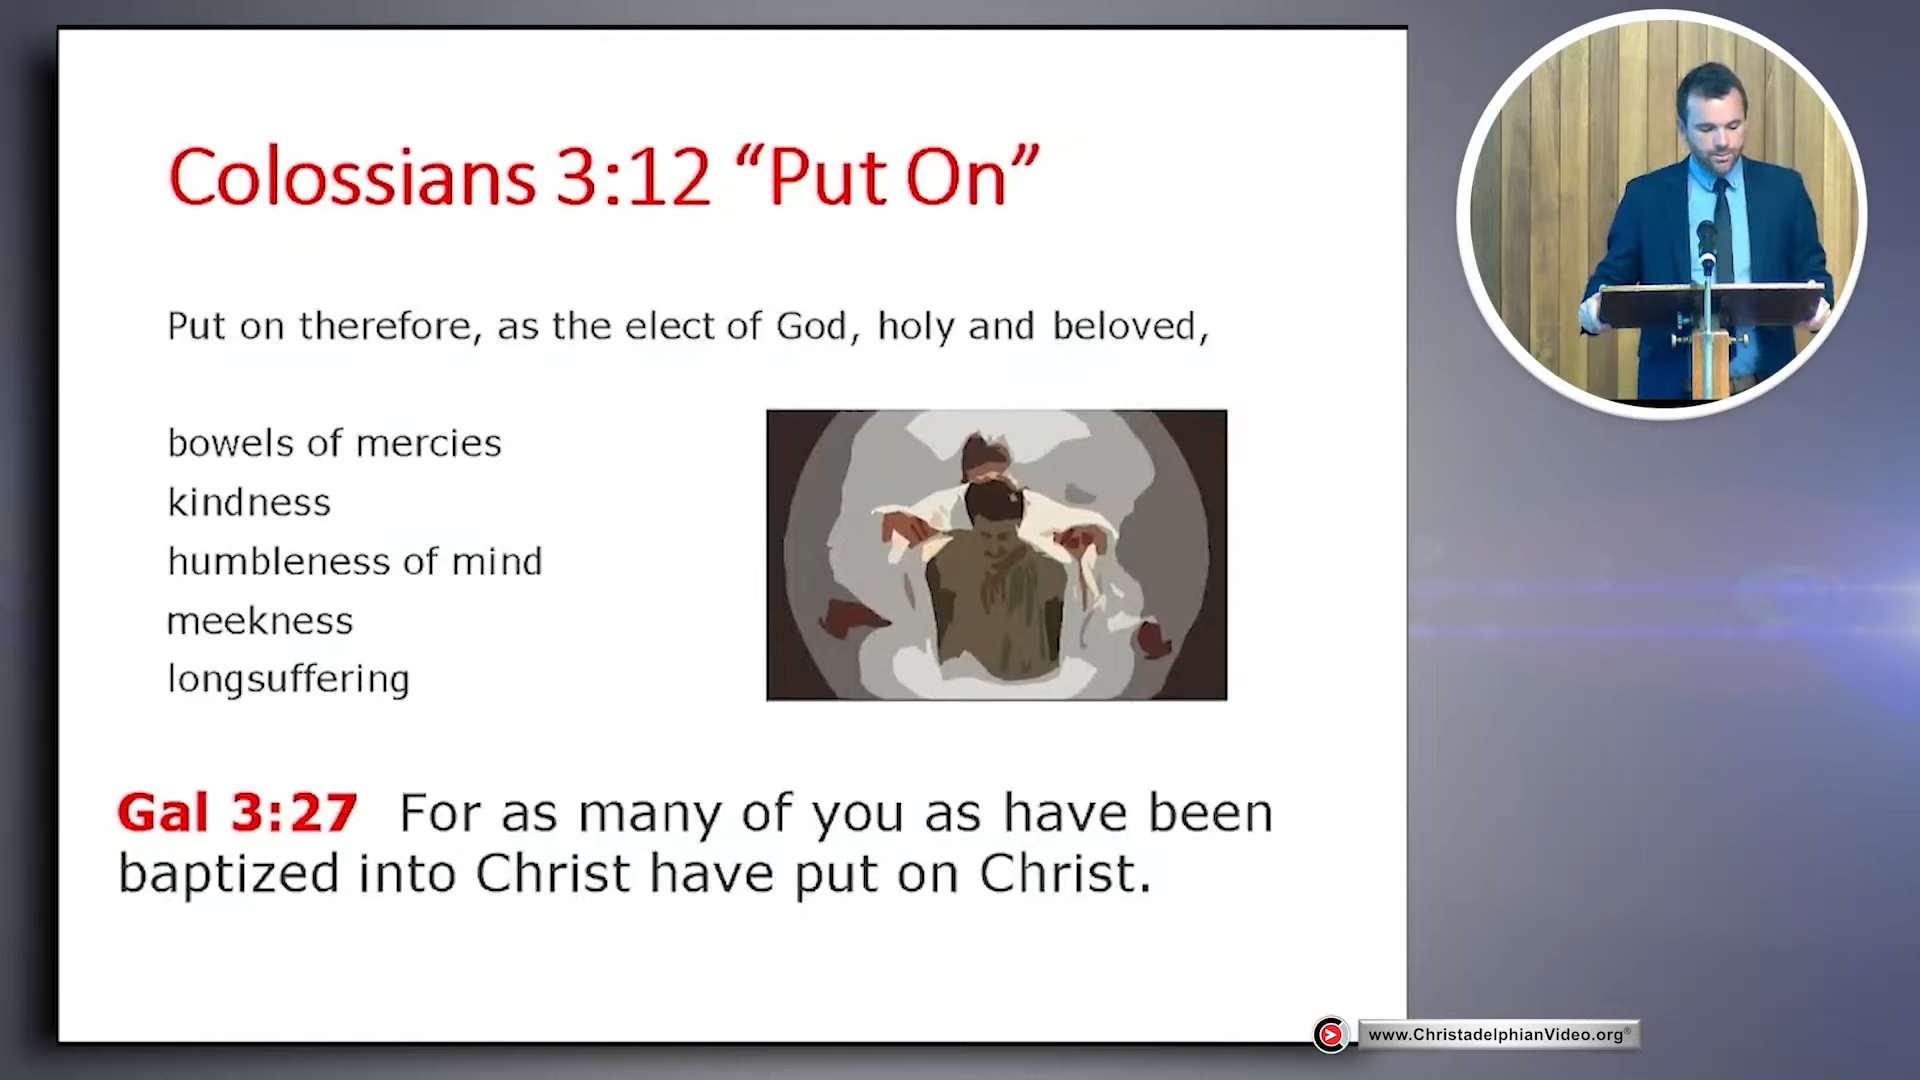 Colossians 3:12 “Put On”
Put on therefore, as the elect of God, holy and beloved,
bowels of mercies
kindness
humbleness of mind
meekness
longsuffering
Gal 3:27 For as many of you as have been
baptized into Christ have put on Christ.
www.ChristadelphianVideo.org®